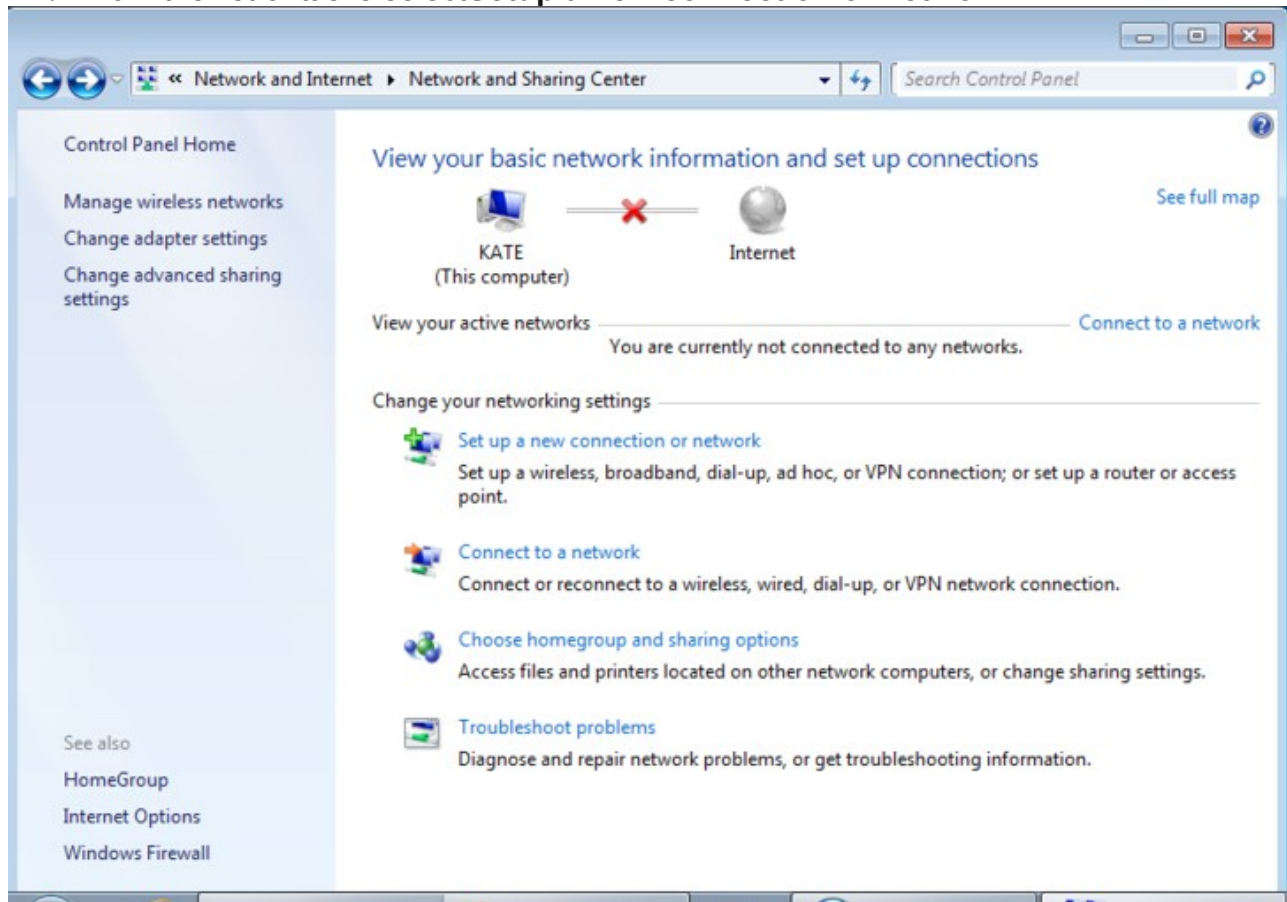 « Network and Internet ▸ Network and Sharing Center
Search Control Panel
Control Panel Home
Manage wireless networks
Change adapter settings
Change advanced sharing
settings
See also
HomeGroup
Internet Options
Windows Firewall
View your basic network information and set up connections
See full map
KATE
(This computer)
Internet
View your active networks
Connect to a network
You are currently not connected to any networks.
Change your networking settings
Set up a new connection or network
Set up a wireless, broadband, dial-up, ad hoc, or VPN connection; or set up a router or access
point.
Connect to a network
Connect or reconnect to a wireless, wired, dial-up, or VPN network connection.
Choose homegroup and sharing options
Access files and printers located on other network computers, or change sharing settings.
Troubleshoot problems
Diagnose and repair network problems, or get troubleshooting information.